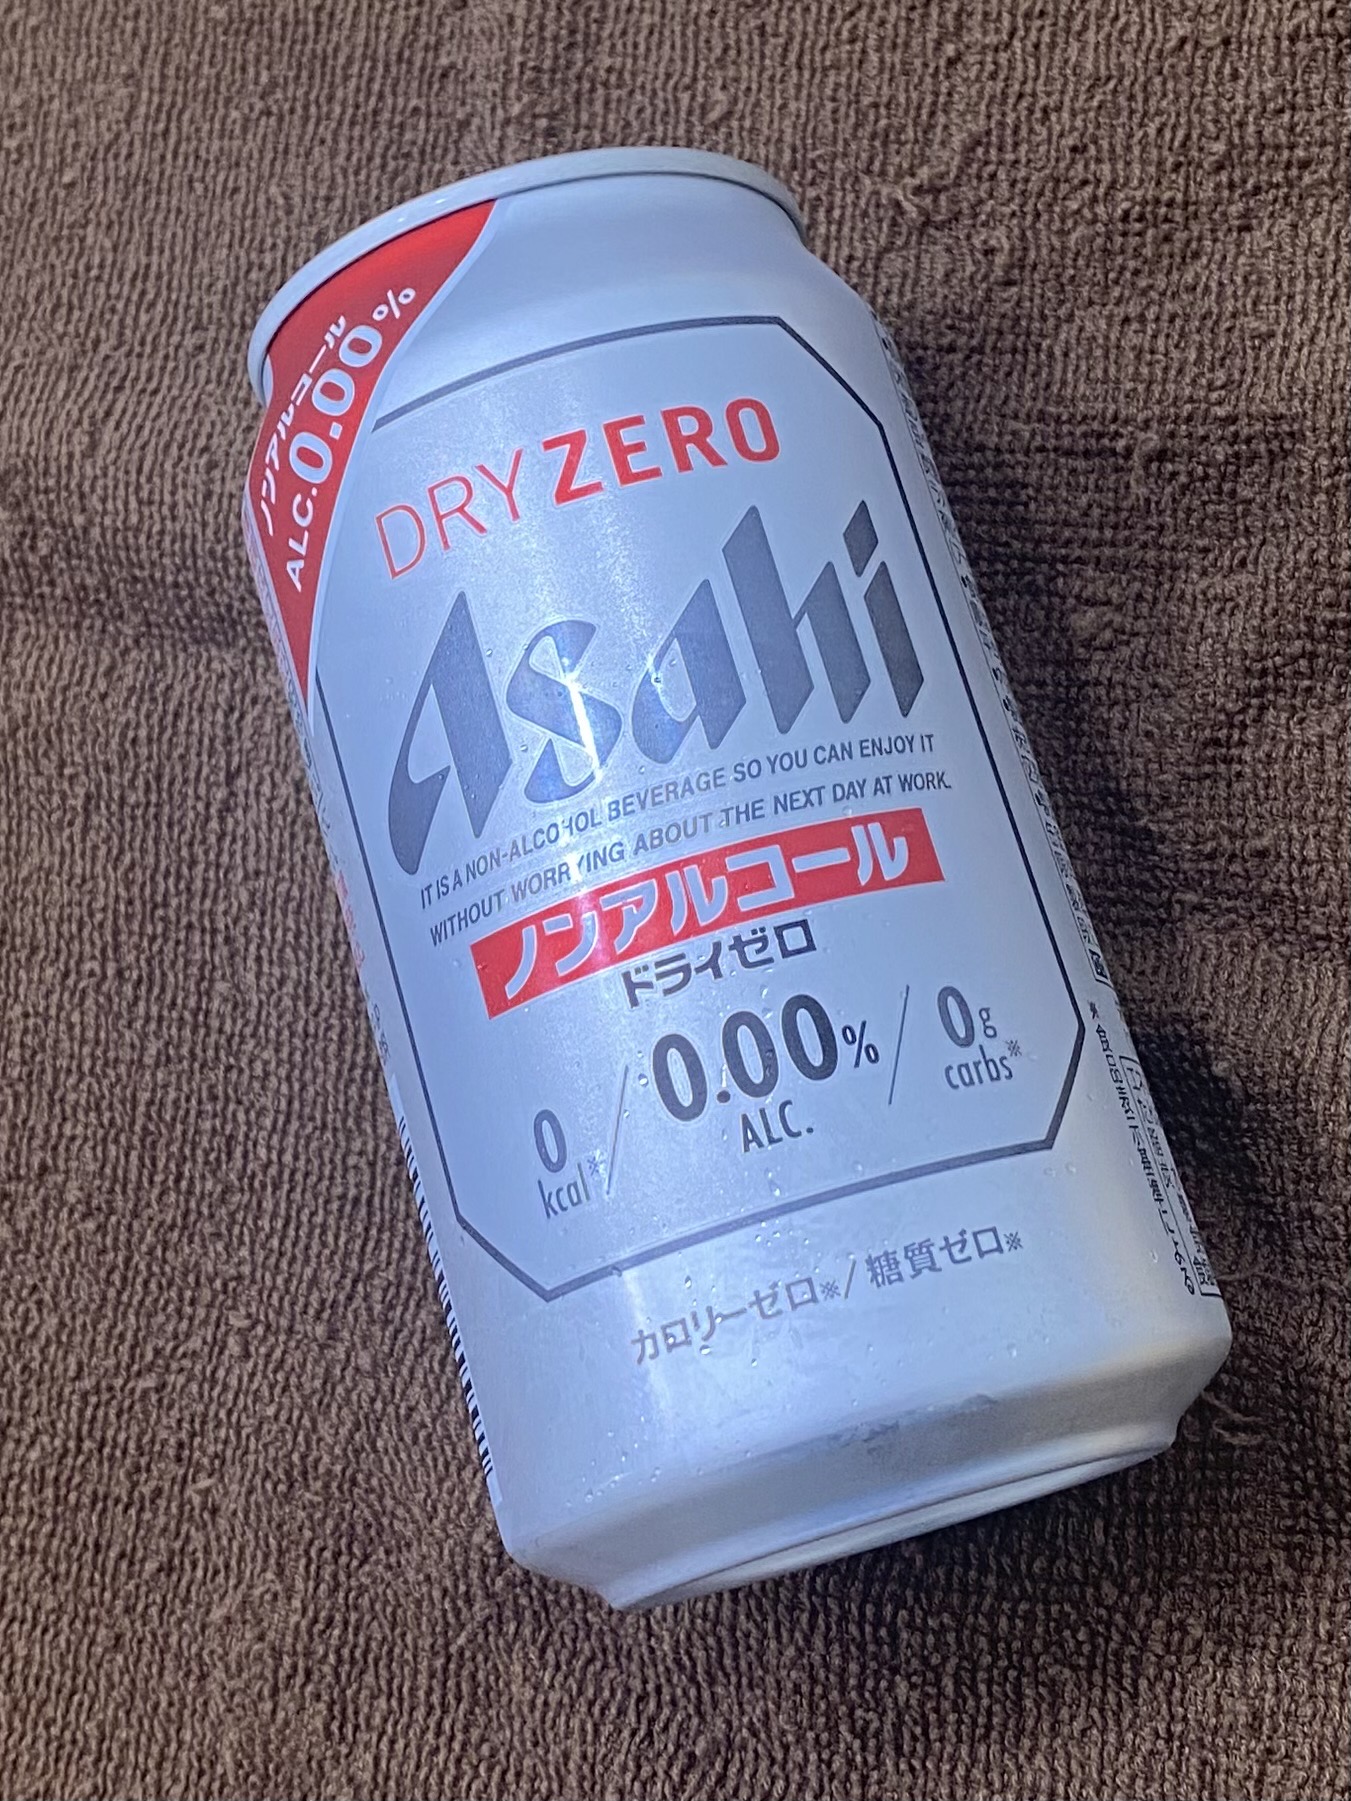 ノンアルコール
ALC.0.00%
DRY ZERO
Asahi
IT IS A NON-ALCOHOL BEVERAGE SO YOU CAN ENJOY IT
WITHOUT WORRYING ABOUT THE NEXT DAY AT WORK.
ノンアルコール
ドライゼロ
0 kcal※ / 0.00% ALC. / 0g carbs※
カロリーゼロ※/糖質ゼロ※